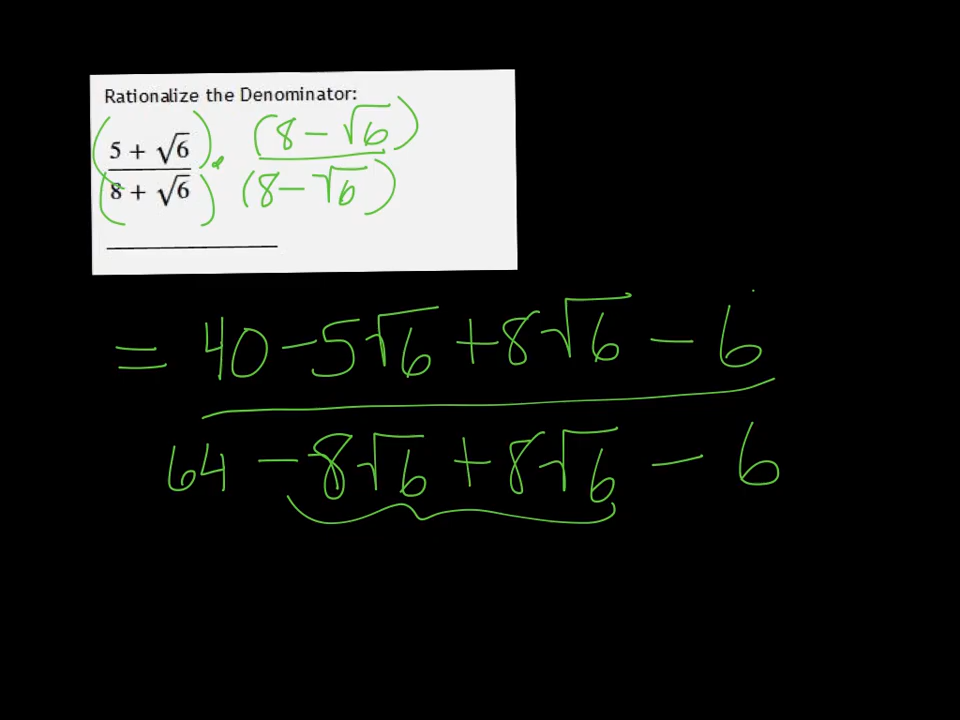 Rationalize the Denominator:
(5 + √6) · (8 − √6)
(8 + √6) (8 − √6)
= 40 − 5√6 + 8√6 − 6
64 − 8√6 + 8√6 − 6